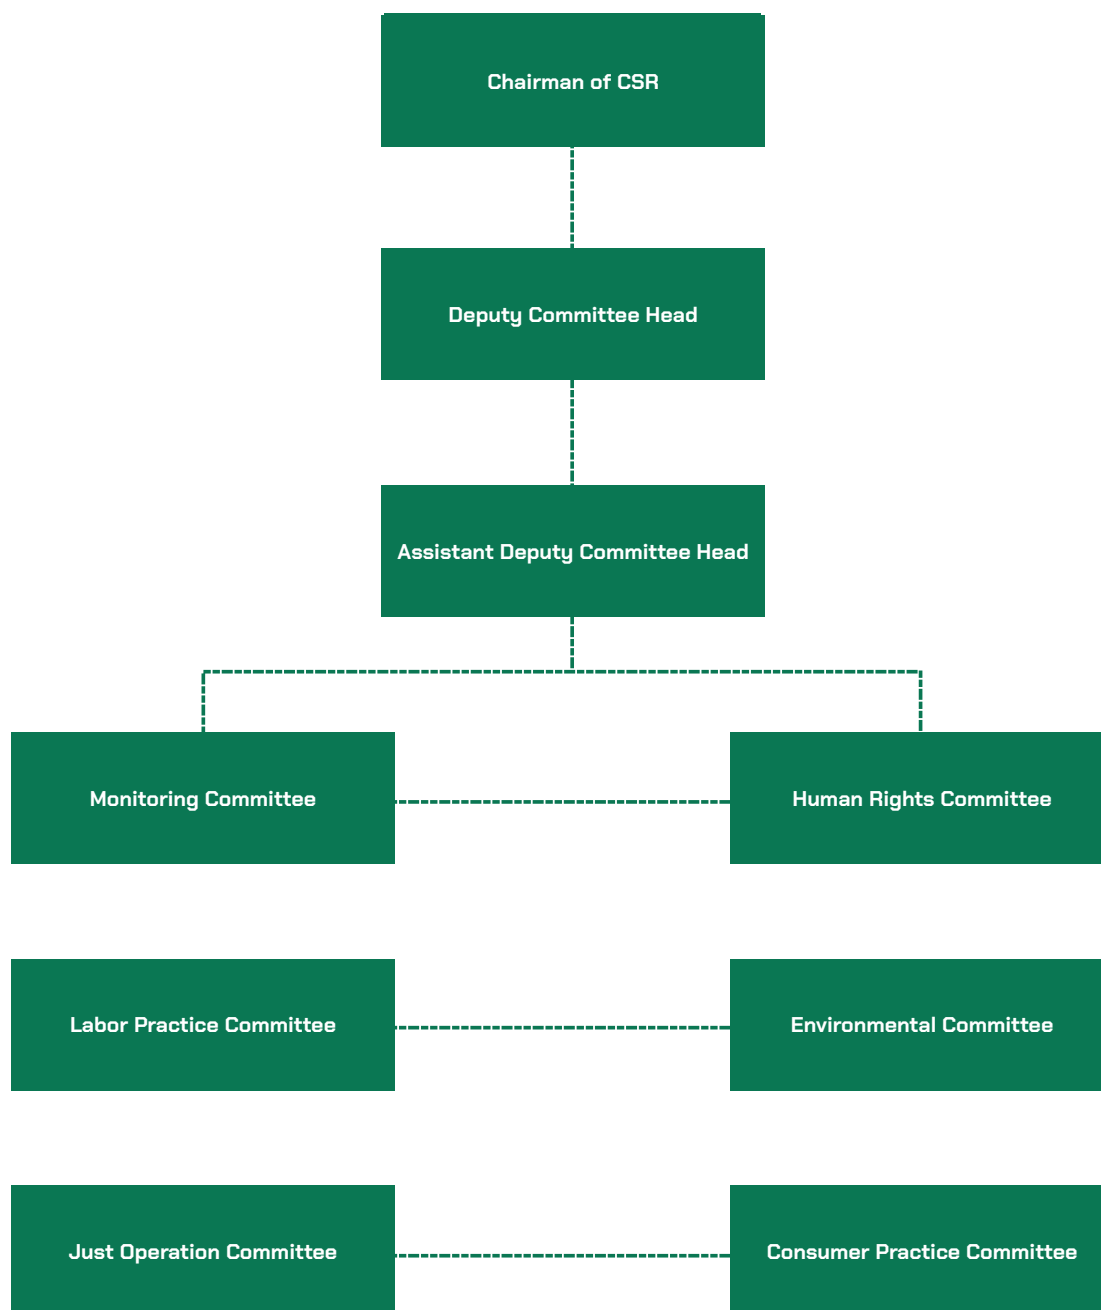 Chairman of CSR
Deputy Committee Head
Assistant Deputy Committee Head
Monitoring Committee
Human Rights Committee
Labor Practice Committee
Environmental Committee
Just Operation Committee
Consumer Practice Committee